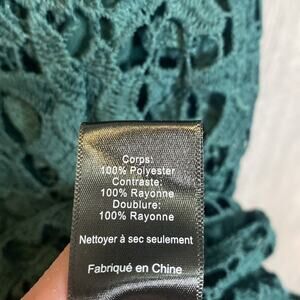 Corps:
100% Polyester
Contraste:
100% Rayonne
Doublure:
100% Rayonne
Nettoyer à sec seulement
Fabriqué en Chine